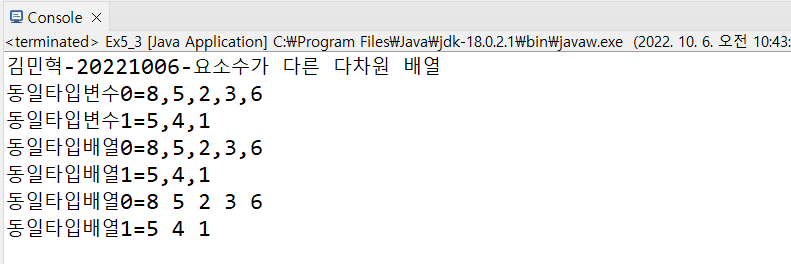 Console
<terminated> Ex5_3 [Java Application] C:₩Program Files₩Java₩jdk-18.0.2.1₩bin₩javaw.exe (2022. 10. 6. 오전 10:43:
김민혁-20221006-요소수가 다른 다차원 배열
동일타입변수0=8,5,2,3,6
동일타입변수1=5,4,1
동일타입배열0=8,5,2,3,6
동일타입배열1=5,4,1
동일타입배열0=8 5 2 3 6
동일타입배열1=5 4 1